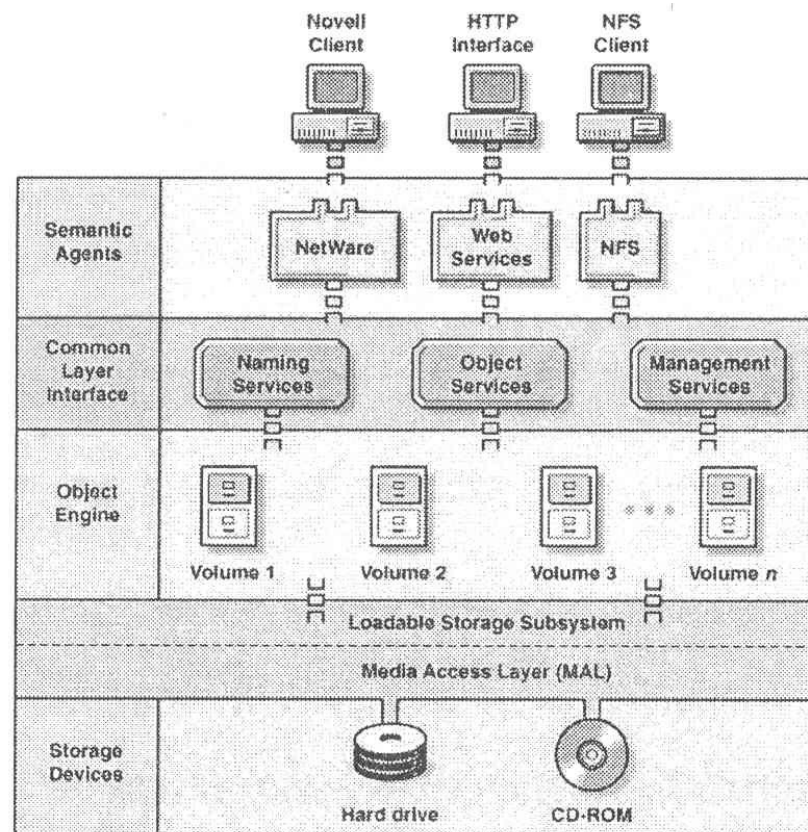 Novell
Client
HTTP
Interface
NFS
Client
Semantic
Agents
NetWare
Web
Services
NFS
Common
Layer
Interface
Naming
Services
Object
Services
Management
Services
Object
Engine
Volume 1
Volume 2
Volume 3
Volume n
Loadable Storage Subsystem
Media Access Layer (MAL)
Storage
Devices
Hard drive
CD-ROM